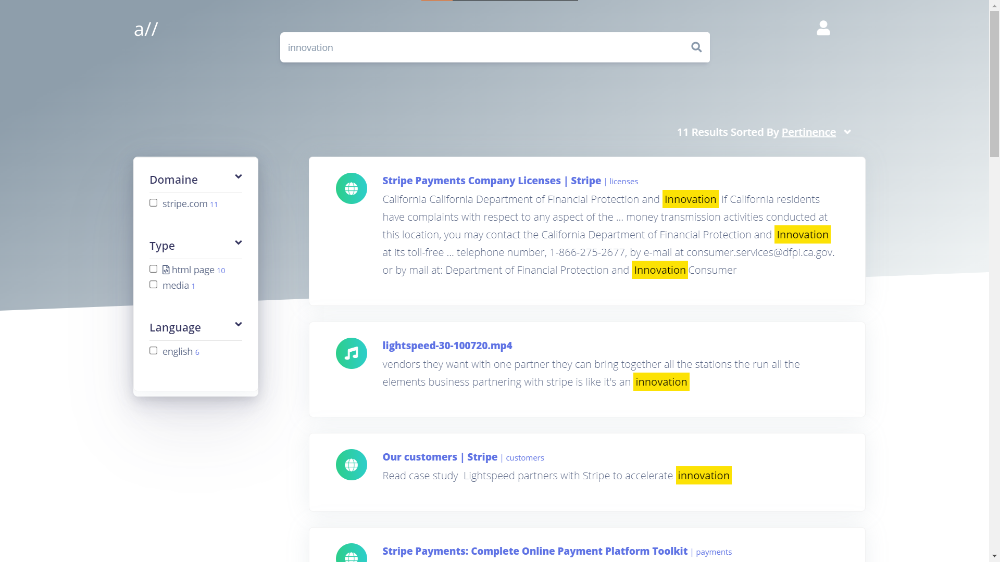 a//
innovation
11 Results Sorted By Pertinence
Domaine
stripe.com 11
Type
html page 10
media 1
Language
english 6
Stripe Payments Company Licenses | Stripe | licenses
California California Department of Financial Protection and Innovation If California residents
have complaints with respect to any aspect of the ... money transmission activities conducted at
this location, you may contact the California Department of Financial Protection and Innovation
at its toll-free ... telephone number, 1-866-275-2677, by e-mail at consumer.services@dfpi.ca.gov.
or by mail at: Department of Financial Protection and Innovation Consumer
lightspeed-30-100720.mp4
vendors they want with one partner they can bring together all the stations the run all the
elements business partnering with stripe is like it's an innovation
Our customers | Stripe | customers
Read case study Lightspeed partners with Stripe to accelerate innovation
Stripe Payments: Complete Online Payment Platform Toolkit | payments